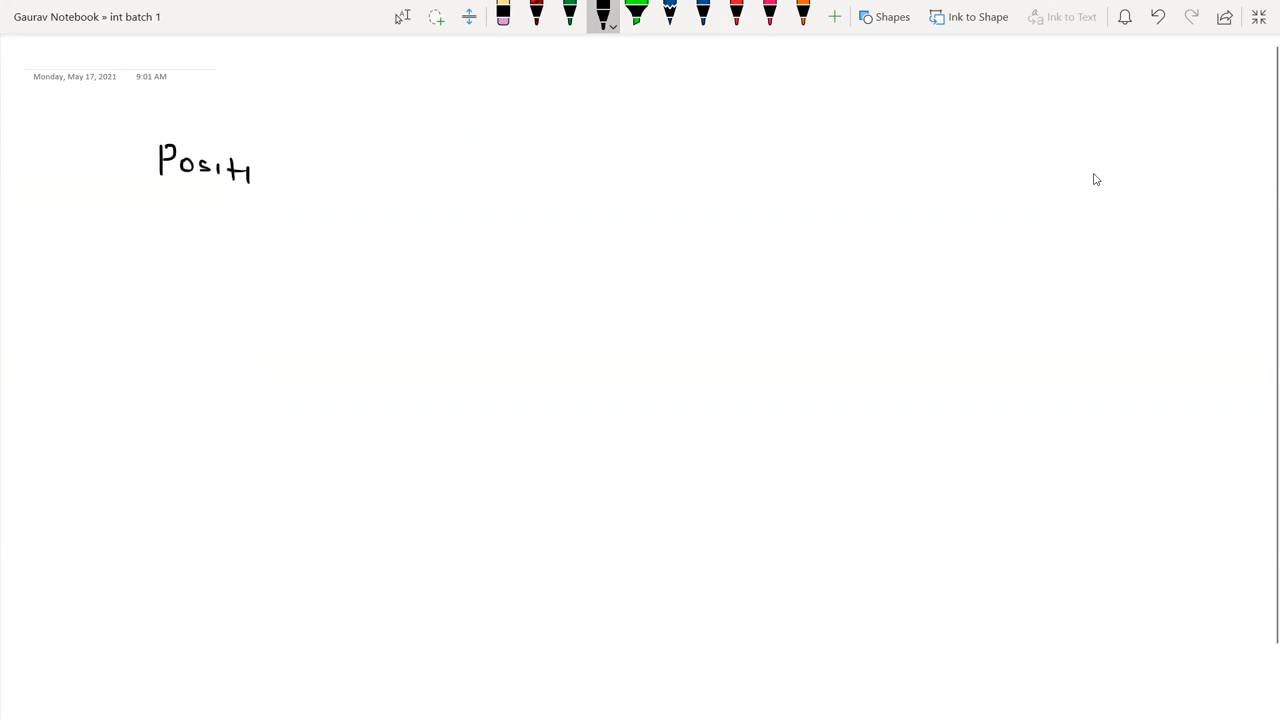 Gaurav Notebook » int batch 1
Shapes
Ink to Shape
Ink to Text
Monday, May 17, 2021 9:01 AM
Positi